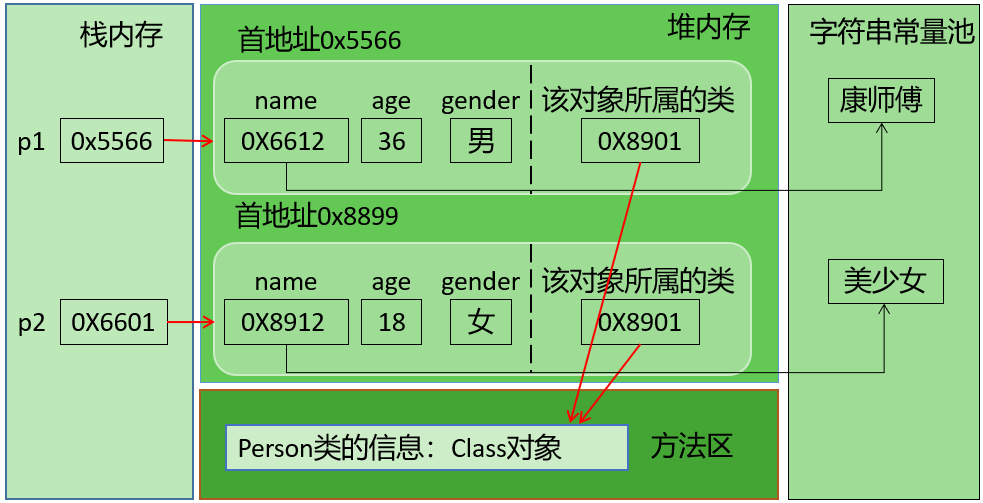 栈内存
堆内存
字符串常量池
首地址0x5566
name age gender 该对象所属的类
p1 0x5566 0X6612 36 男 0X8901
康师傅
首地址0x8899
name age gender 该对象所属的类
p2 0X6601 0X8912 18 女 0X8901
美少女
Person类的信息：Class对象
方法区